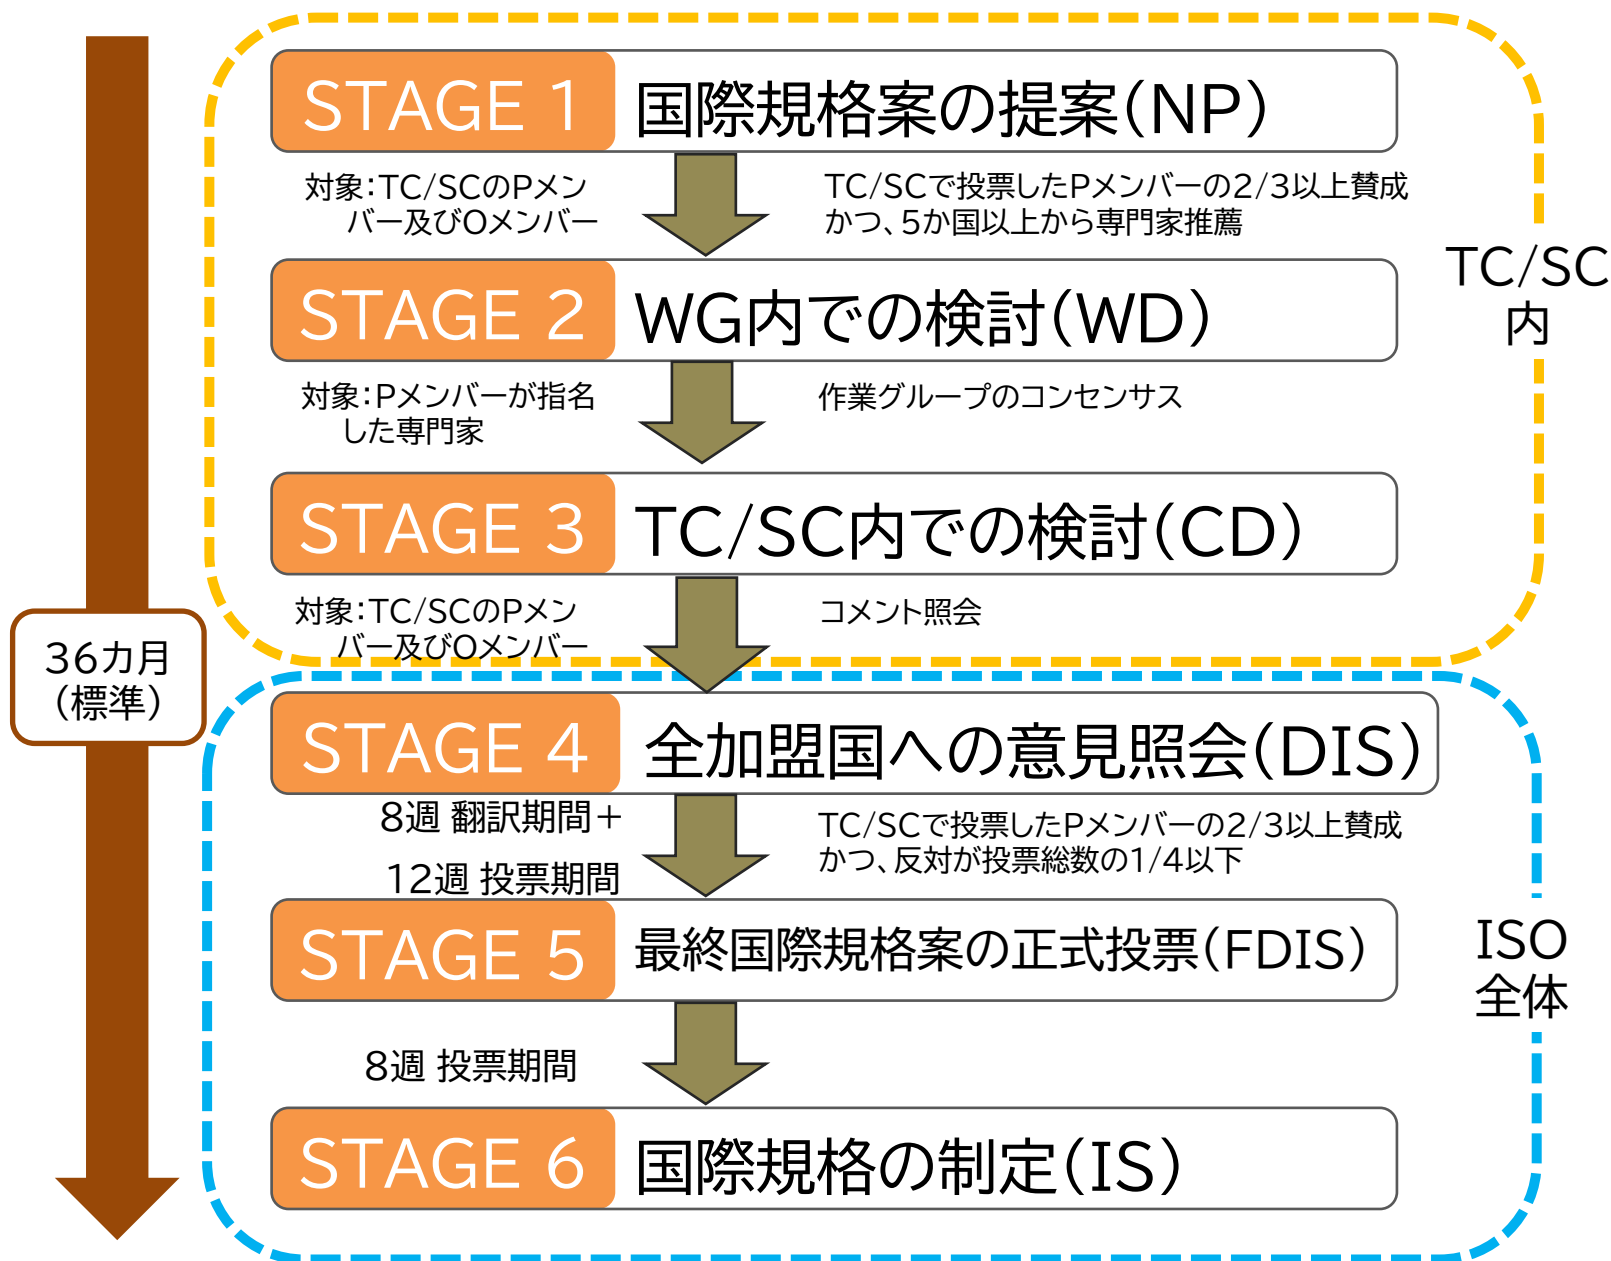 STAGE 1 国際規格案の提案(NP)
対象:TC/SCのPメン
バー及びOメンバー
TC/SCで投票したPメンバーの2/3以上賛成
かつ、5か国以上から専門家推薦
TC/SC
内
STAGE 2 WG内での検討(WD)
対象:Pメンバーが指名
した専門家
作業グループのコンセンサス
STAGE 3 TC/SC内での検討(CD)
対象:TC/SCのPメン
バー及びOメンバー
コメント照会
36カ月
(標準)
STAGE 4 全加盟国への意見照会(DIS)
8週 翻訳期間+
12週 投票期間
TC/SCで投票したPメンバーの2/3以上賛成
かつ、反対が投票総数の1/4以下
STAGE 5 最終国際規格案の正式投票(FDIS)
ISO
全体
8週 投票期間
STAGE 6 国際規格の制定(IS)